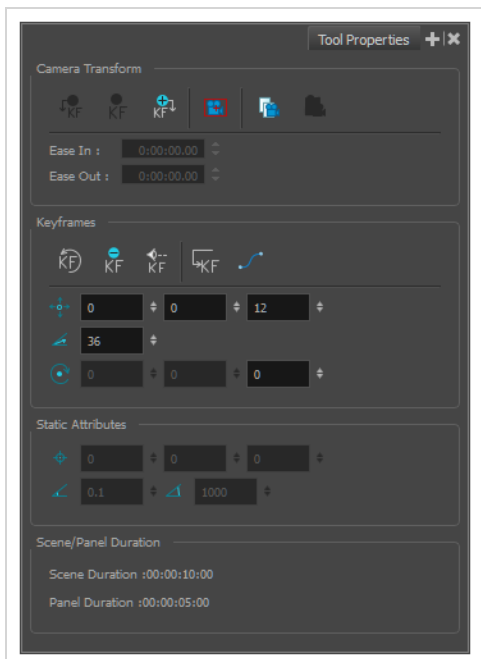 Tool Properties
Camera Transform
KF KF KF
Ease In : 0:00:00.00
Ease Out : 0:00:00.00
Keyframes
KF KF KF KF
0 0 12
36
0 0 0
Static Attributes
0 0 0
0.1 1000
Scene/Panel Duration
Scene Duration :00:00:10:00
Panel Duration :00:00:05:00